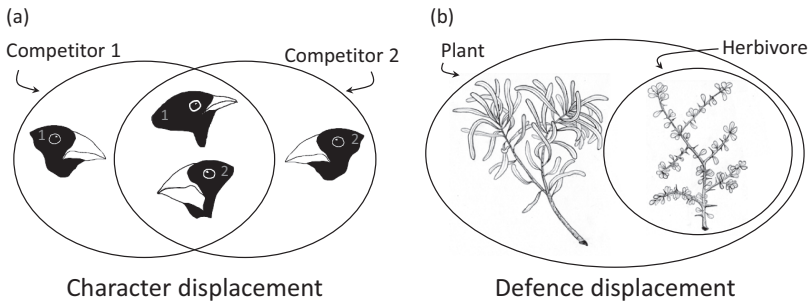 (a)
Competitor 1
Competitor 2
1
1
2
2
Character displacement
(b)
Plant
Herbivore
Defence displacement